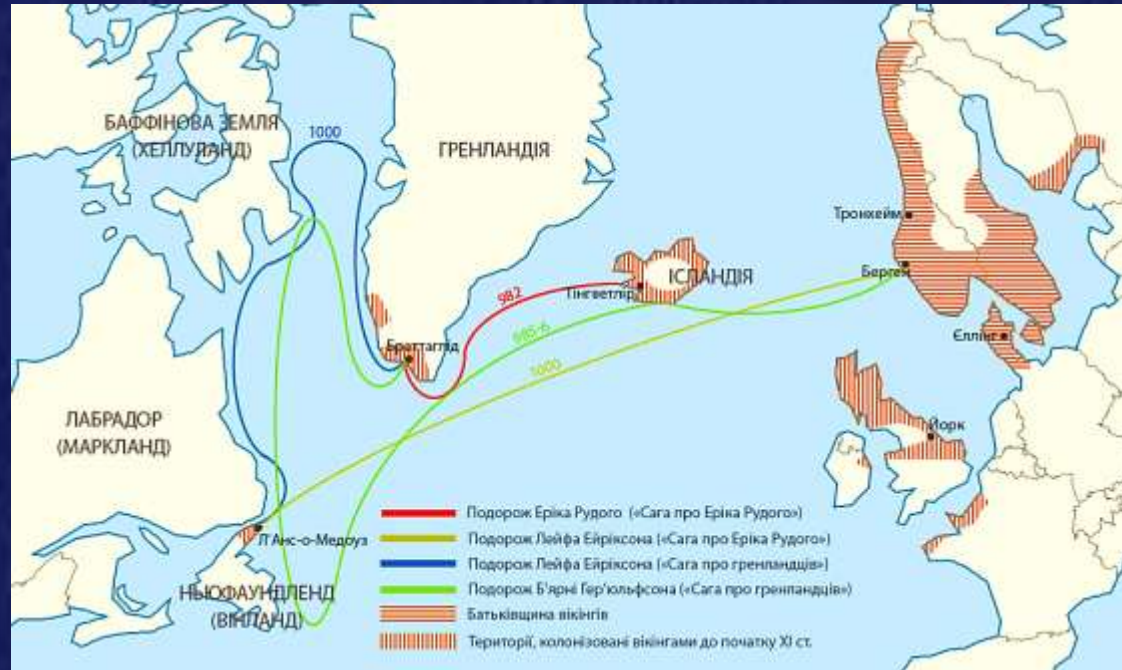 БАФФІНОВА ЗЕМЛЯ
(ХЕЛЛУЛАНД)
1000
ГРЕНЛАНДІЯ
Тронхейм
Берген
ІСЛАНДІЯ
Тінгветлір
982
985-6
1000
Браттаглід
Єллінг
Йорк
ЛАБРАДОР
(МАРКЛАНД)
Л'Анс-о-Медоуз
НЬЮФАУНДЛЕНД
(ВІНЛАНД)
Подорож Еріка Рудого («Сага про Еріка Рудого»)
Подорож Лейфа Ейріксона («Сага про Еріка Рудого»)
Подорож Лейфа Ейріксона («Сага про гренландців»)
Подорож Б'ярні Гер'юльфсона («Сага про гренландців»)
Батьківщина вікінгів
Території, колонізовані вікінгами до початку XI ст.